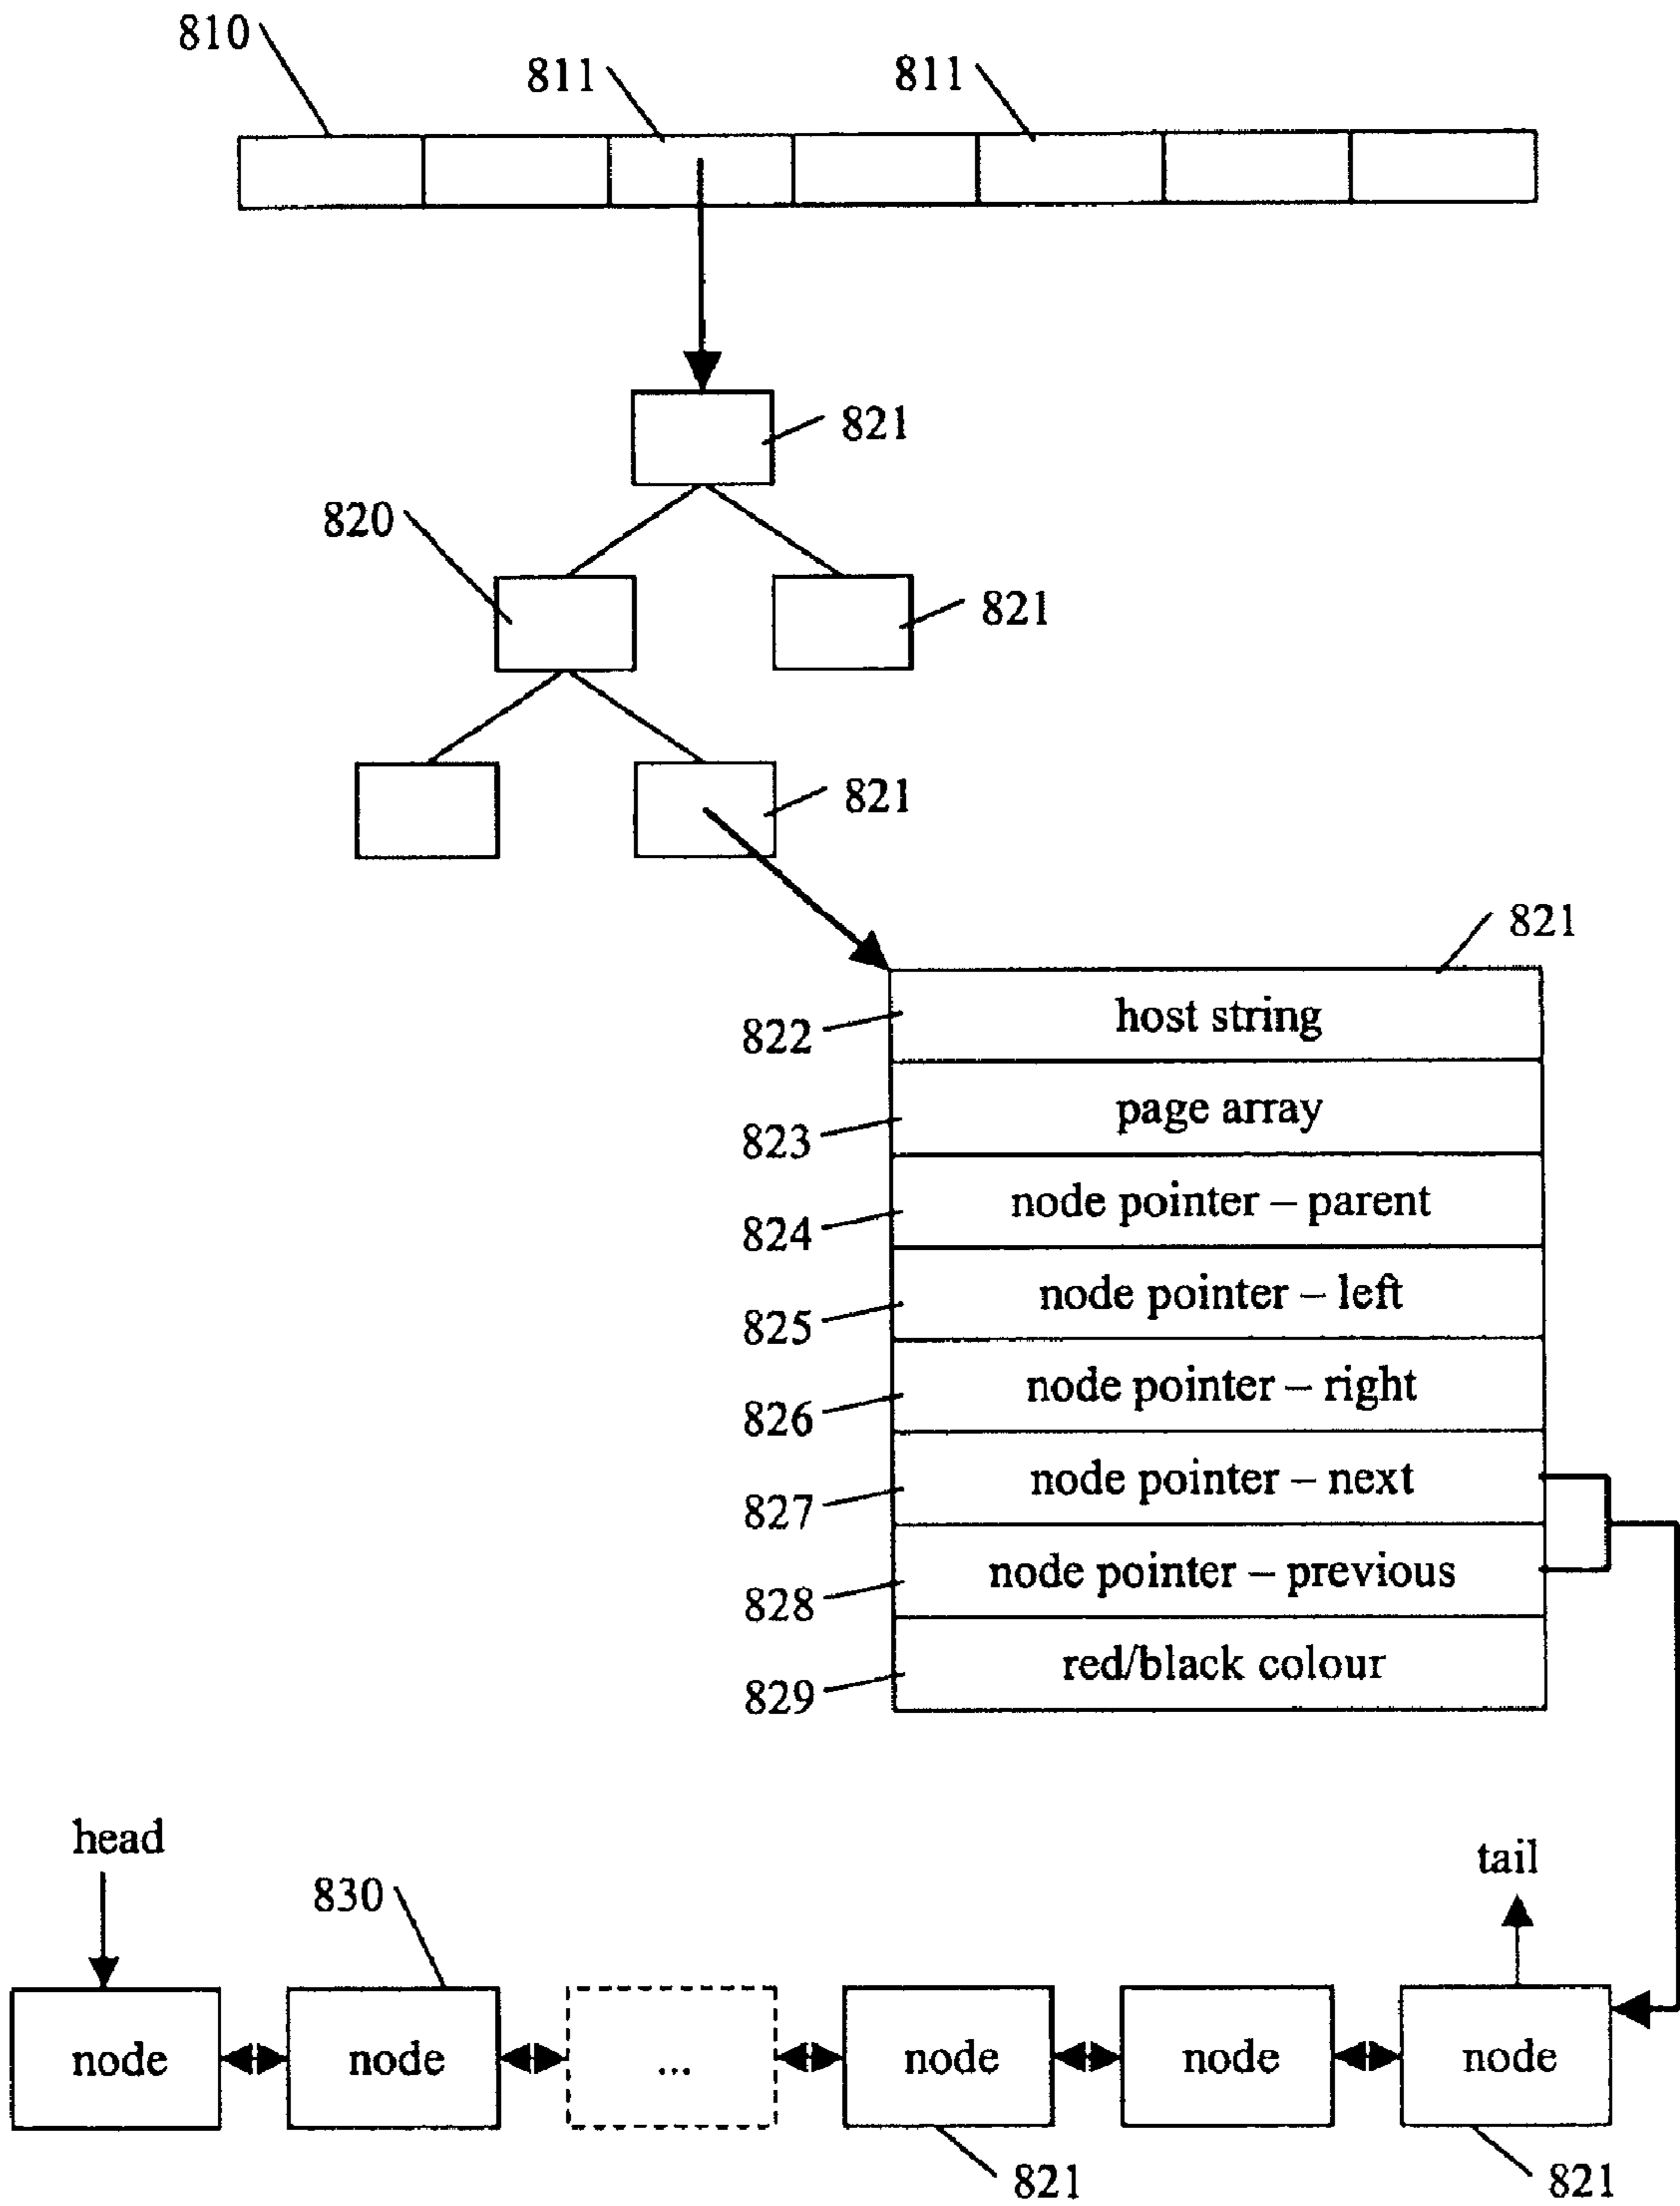 810
811
811
821
820
821
821
821
822
host string
823
page array
824
node pointer – parent
825
node pointer – left
826
node pointer – right
827
node pointer – next
828
node pointer – previous
829
red/black colour
head
tail
830
node
node
...
node
node
node
821
821